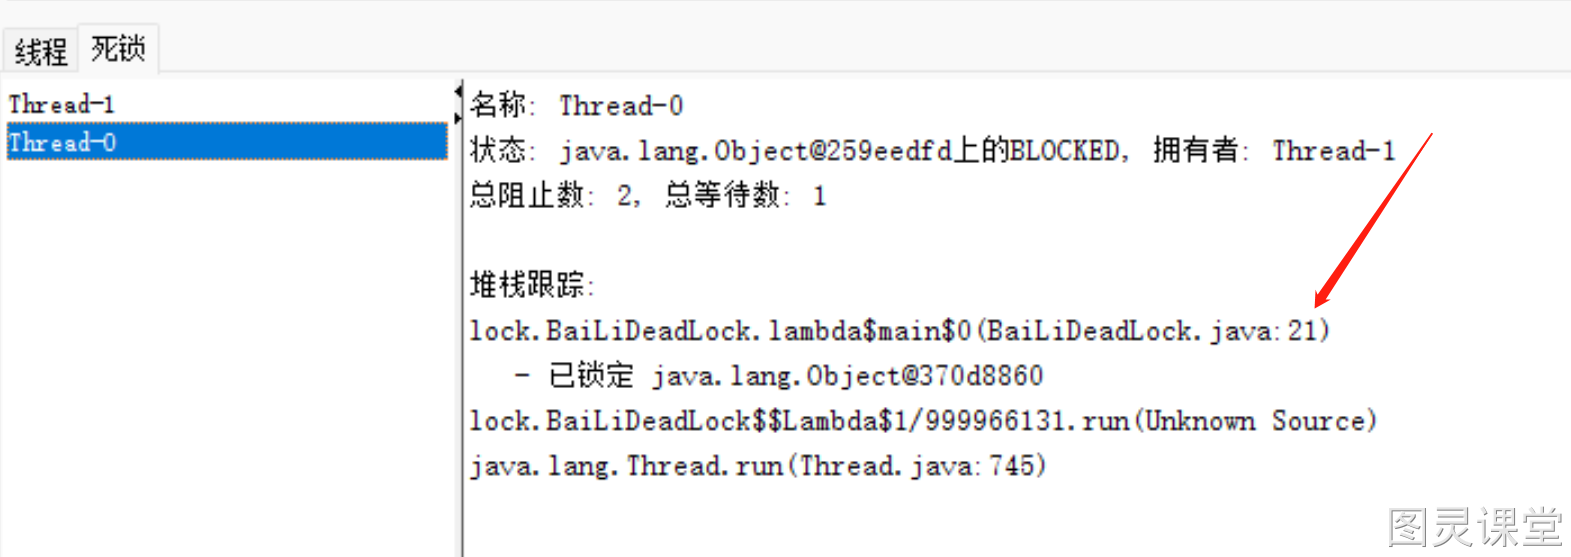 线程 死锁
Thread-1
Thread-0
名称: Thread-0
状态: java.lang.Object@259eedfd上的BLOCKED, 拥有者: Thread-1
总阻止数: 2, 总等待数: 1
堆栈跟踪:
lock.BaiLiDeadLock.lambda$main$0(BaiLiDeadLock.java:21)
- 已锁定 java.lang.Object@370d8860
lock.BaiLiDeadLock$$Lambda$1/999966131.run(Unknown Source)
java.lang.Thread.run(Thread.java:745)
图灵课堂